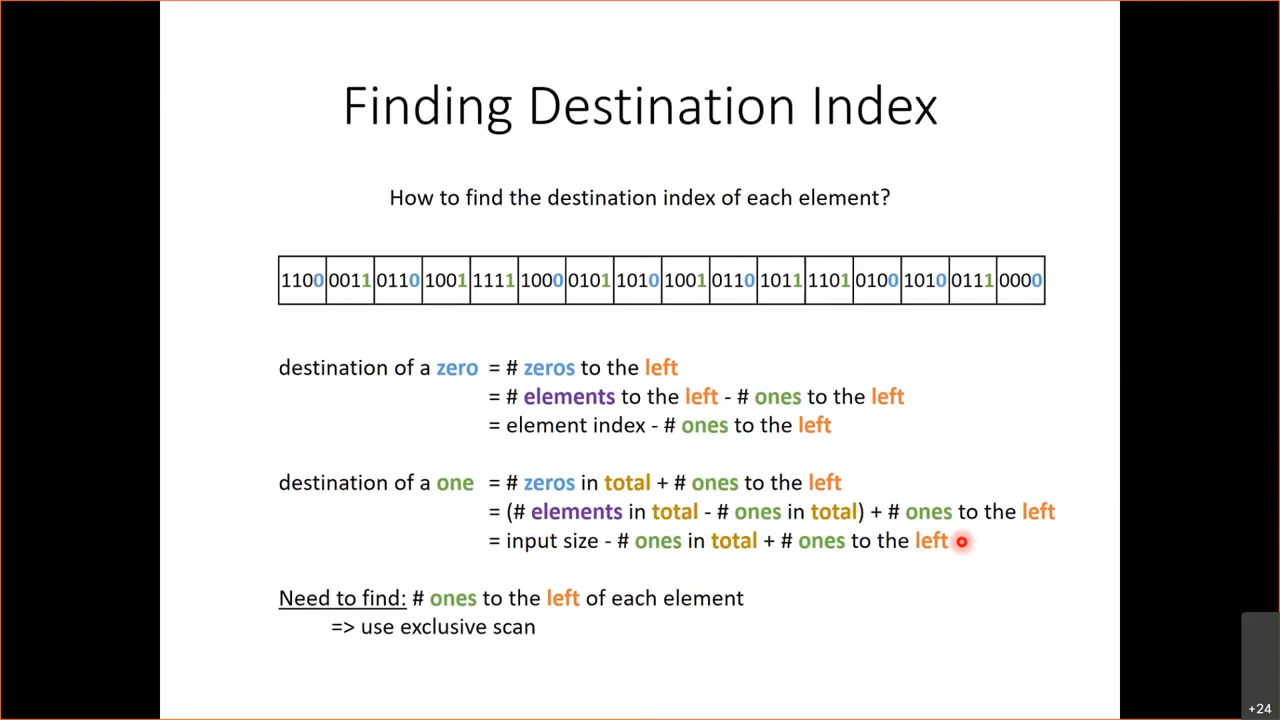 Finding Destination Index
How to find the destination index of each element?
1100 0011 0110 1001 1111 1000 0101 1010 1001 0110 1011 1101 0100 1010 0111 0000
destination of a zero = # zeros to the left
= # elements to the left - # ones to the left
= element index - # ones to the left
destination of a one = # zeros in total + # ones to the left
= (# elements in total - # ones in total) + # ones to the left
= input size - # ones in total + # ones to the left
Need to find: # ones to the left of each element
=> use exclusive scan
+24